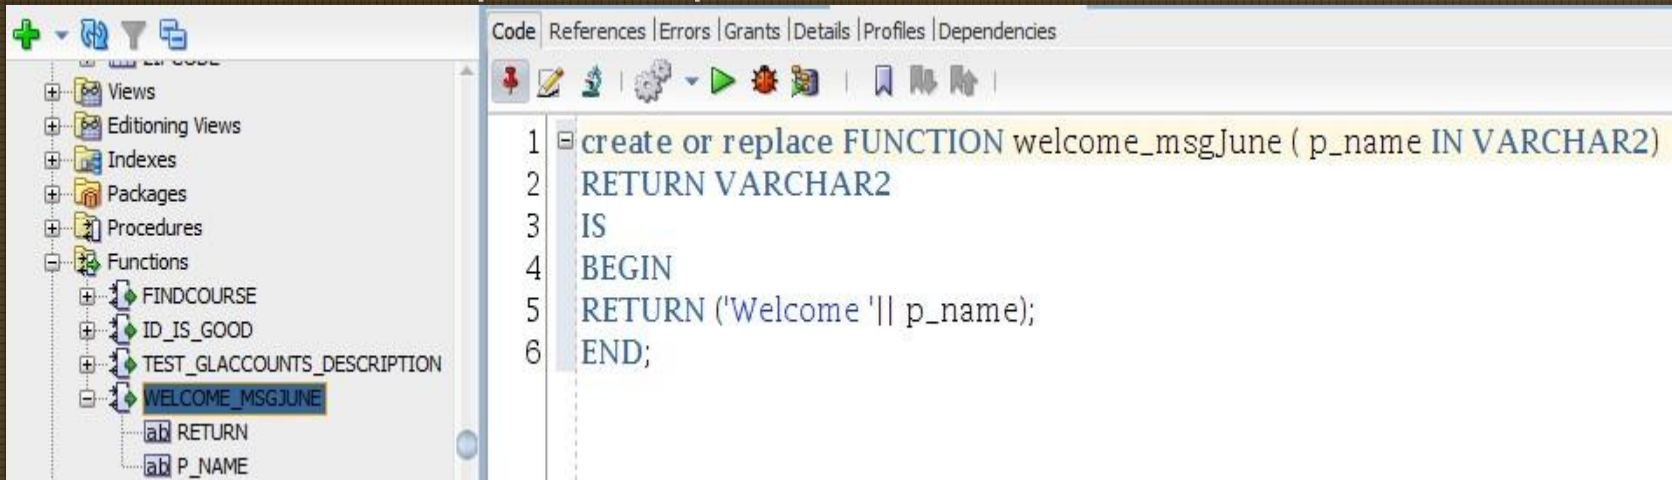 Views
Editioning Views
Indexes
Packages
Procedures
Functions
FINDCOURSE
ID_IS_GOOD
TEST_GLACCOUNTS_DESCRIPTION
WELCOME_MSGJUNE
ab RETURN
ab P_NAME
Code References |Errors |Grants |Details |Profiles |Dependencies
1 create or replace FUNCTION welcome_msgJune ( p_name IN VARCHAR2)
2 RETURN VARCHAR2
3 IS
4 BEGIN
5 RETURN ('Welcome '|| p_name);
6 END;